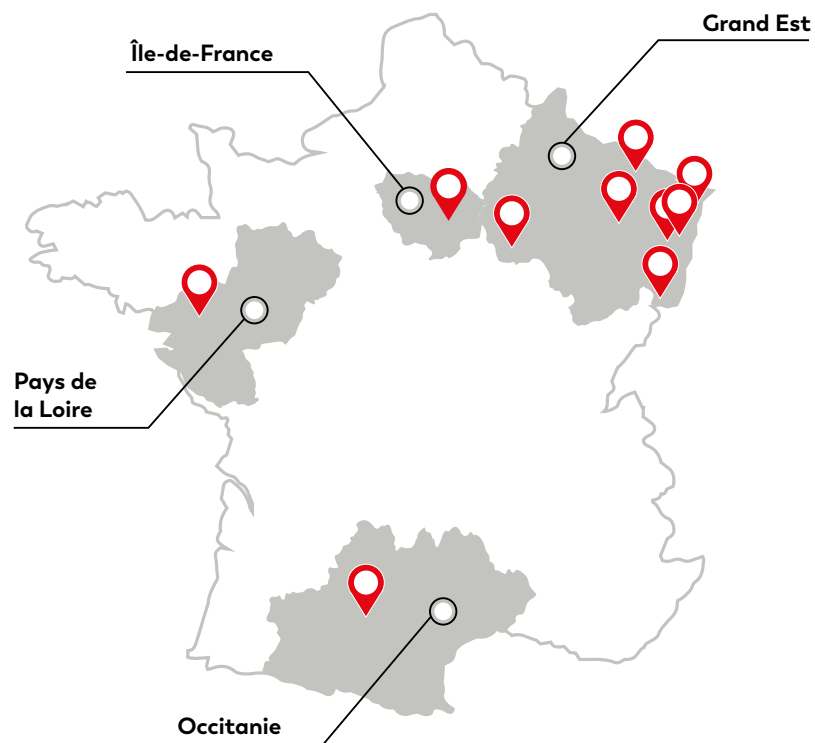 Grand Est
Île-de-France
Pays de
la Loire
Occitanie